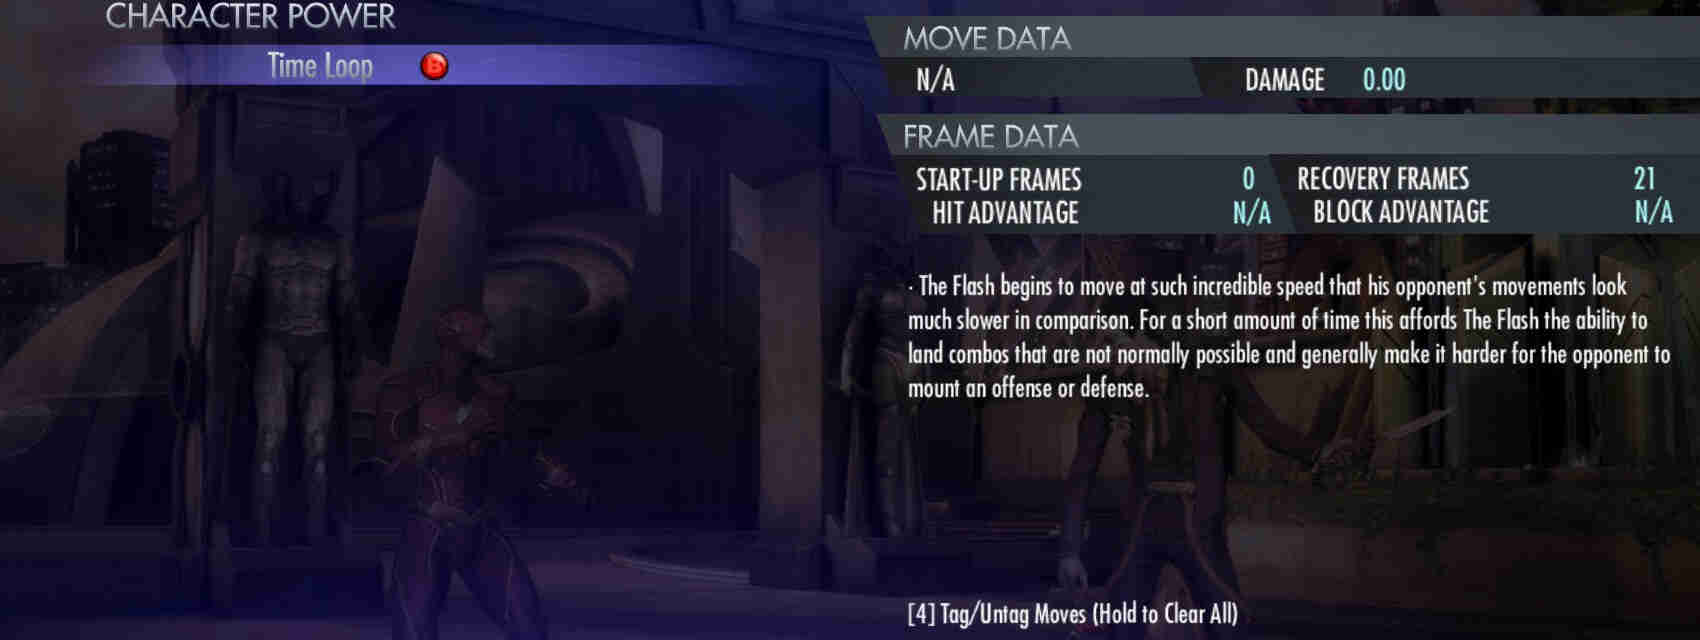 CHARACTER POWER
Time Loop B
MOVE DATA
N/A DAMAGE 0.00
FRAME DATA
START-UP FRAMES 0 RECOVERY FRAMES 21
HIT ADVANTAGE N/A BLOCK ADVANTAGE N/A
· The Flash begins to move at such incredible speed that his opponent's movements look
much slower in comparison. For a short amount of time this affords The Flash the ability to
land combos that are not normally possible and generally make it harder for the opponent to
mount an offense or defense.
[4] Tag/Untag Moves (Hold to Clear All)